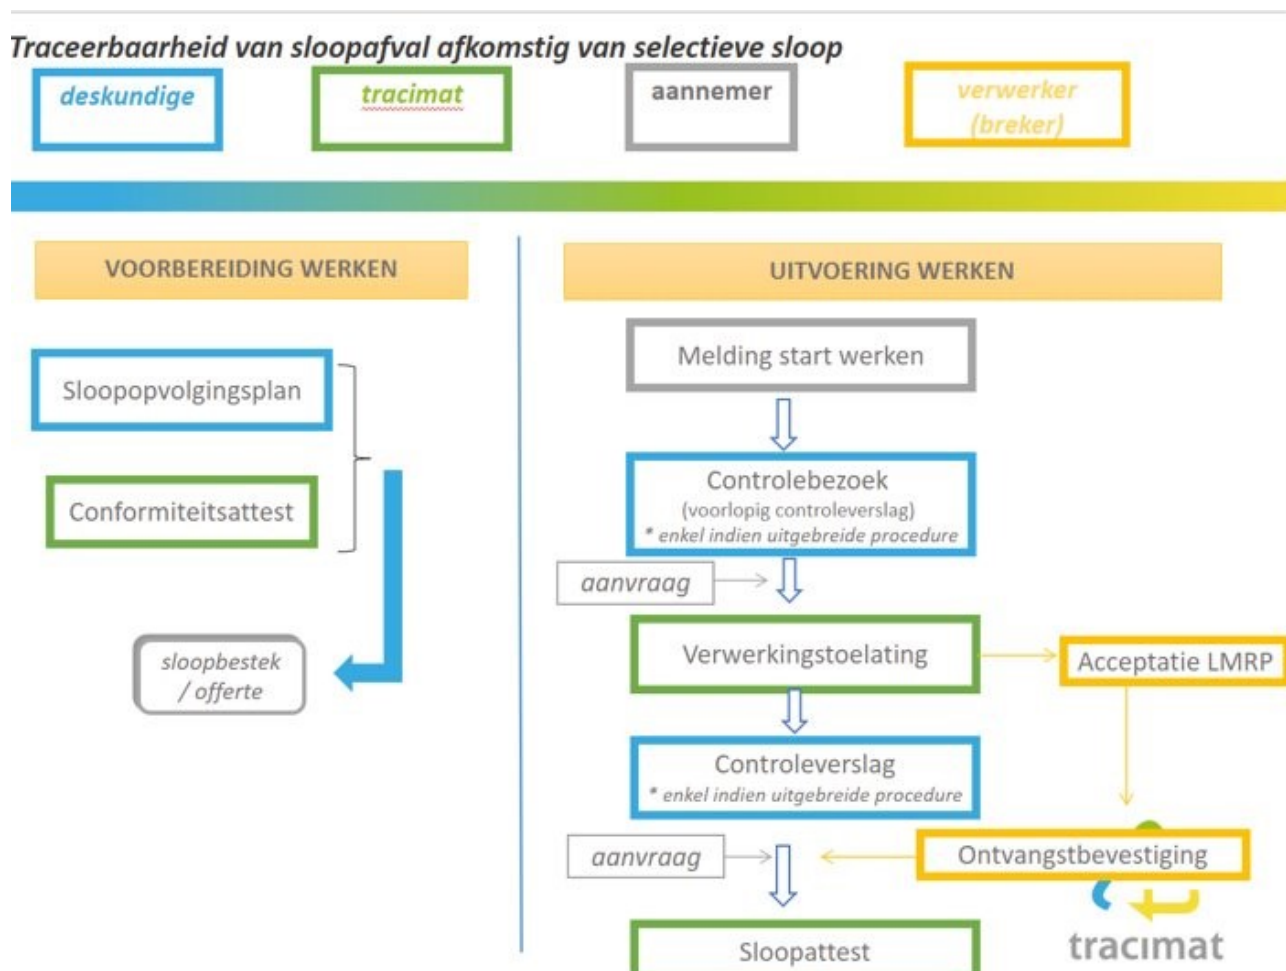 Traceerbaarheid van sloopafval afkomstig van selectieve sloop
deskundige
tracimat
aannemer
verwerker
(breker)
VOORBEREIDING WERKEN
UITVOERING WERKEN
Sloopopvolgingsplan
Conformiteitsattest
sloopbestek
/ offerte
Melding start werken
Controlebezoek
(voorlopig controleverslag)
* enkel indien uitgebreide procedure
aanvraag
Verwerkingstoelating
Acceptatie LMRP
Controleverslag
* enkel indien uitgebreide procedure
aanvraag
Ontvangstbevestiging
Sloopattest
tracimat